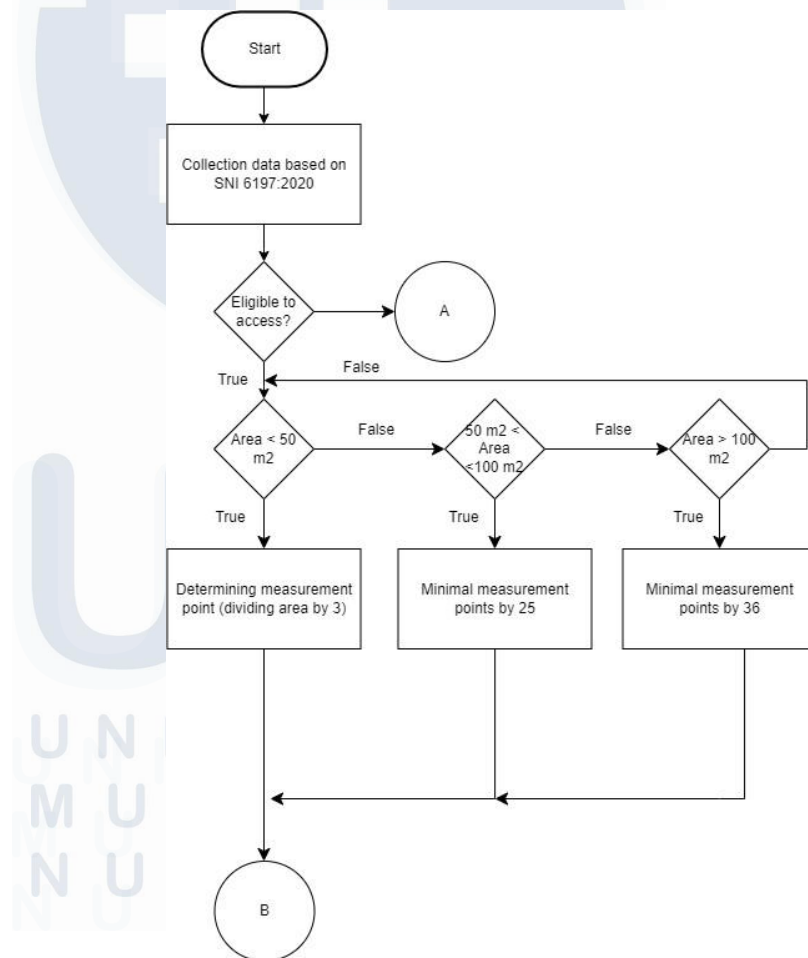 Start
Collection data based on
SNI 6197:2020
Eligible to
access?
A
True
False
Area < 50
m2
False
50 m2 <
Area
<100 m2
False
Area > 100
m2
True
True
True
Determining measurement
point (dividing area by 3)
Minimal measurement
points by 25
Minimal measurement
points by 36
B
U N
M U
N U